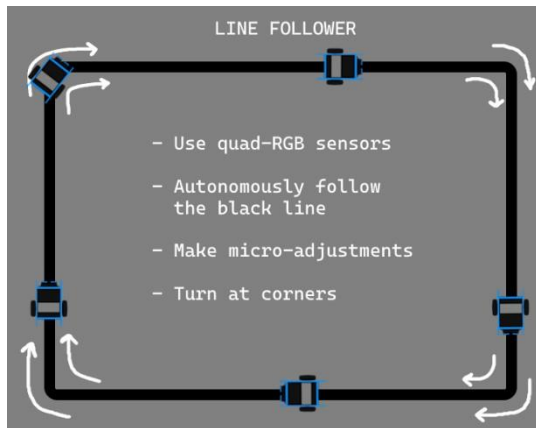 LINE FOLLOWER
- Use quad-RGB sensors
- Autonomously follow
the black line
- Make micro-adjustments
- Turn at corners